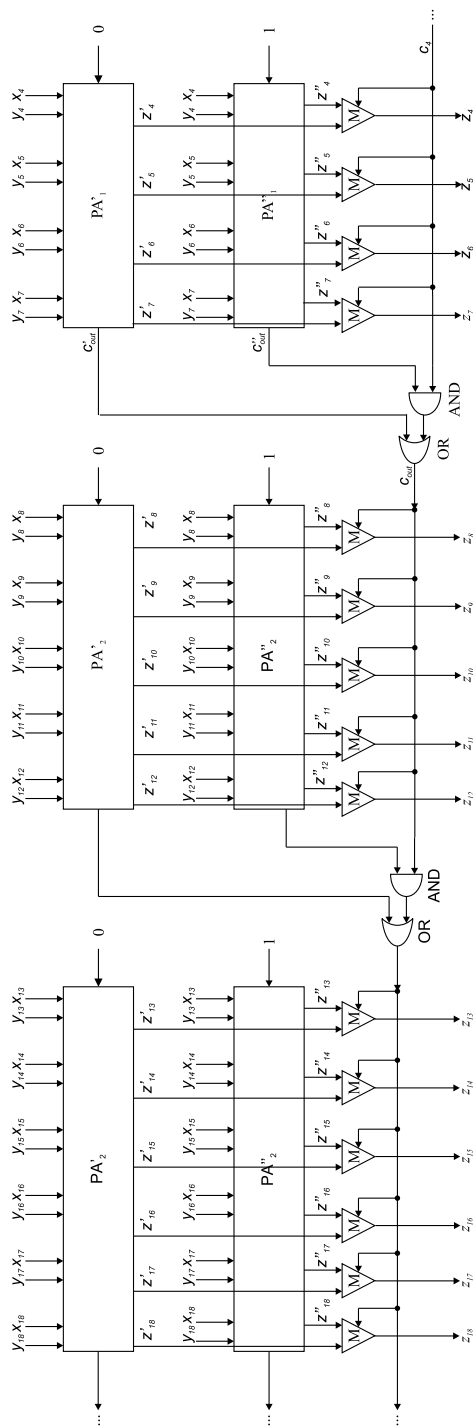 y18 x18 y17 x17 y16 x16 y15 x15 y14 x14 y13 x13 y12 x12 y11 x11 y10 x10 y9 x9 y8 x8 y7 x7 y6 x6 y5 x5 y4 x4
... PA'2 0 PA'2 0 c'out PA'1 0
z'18 z'17 z'16 z'15 z'14 z'13 z'12 z'11 z'10 z'9 z'8 z'7 z'6 z'5 z'4
y18 x18 y17 x17 y16 x16 y15 x15 y14 x14 y13 x13 y12 x12 y11 x11 y10 x10 y9 x9 y8 x8 y7 x7 y6 x6 y5 x5 y4 x4
... PA''2 1 PA''2 1 c''out PA''1 1
z''18 z''17 z''16 z''15 z''14 z''13 z''12 z''11 z''10 z''9 z''8 z''7 z''6 z''5 z''4
M M M M M M M M M M M M M M M
... OR AND cout OR AND c4 ...
z18 z17 z16 z15 z14 z13 z12 z11 z10 z9 z8 z7 z6 z5 z4